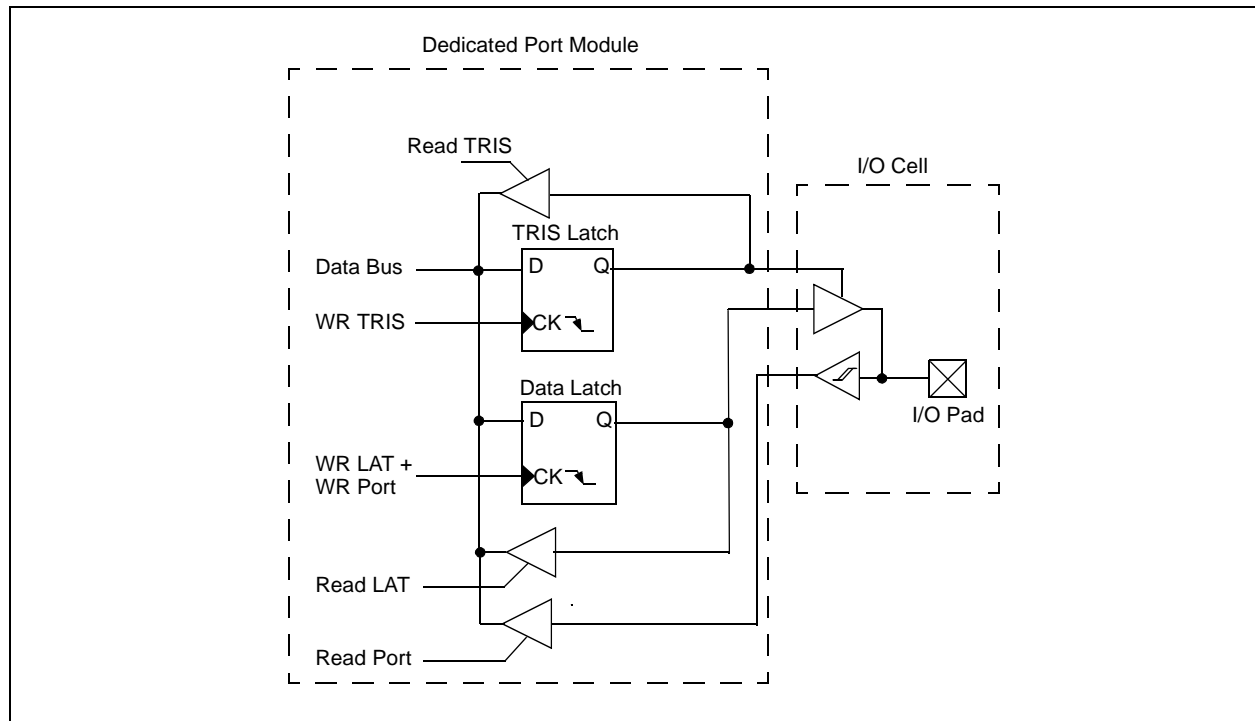 Dedicated Port Module
Read TRIS
I/O Cell
TRIS Latch
Data Bus
D
Q
WR TRIS
CK
Data Latch
I/O Pad
D
Q
WR LAT +
WR Port
CK
Read LAT
Read Port